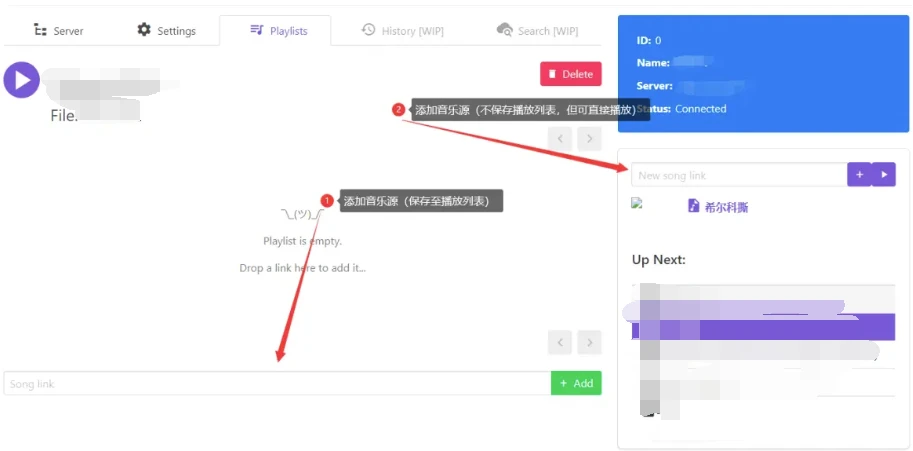 Server
Settings
Playlists
History [WIP]
Search [WIP]
Delete
File:
2 添加音乐源（不保存播放列表，但可直接播放）
1 添加音乐源（保存至播放列表）
¯\_(ツ)_/¯
Playlist is empty.
Drop a link here to add it...
Song link
+ Add
ID: 0
Name:
Server:
Status: Connected
New song link
希尔科撕
Up Next: